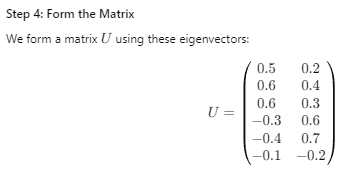 Step 4: Form the Matrix
We form a matrix U using these eigenvectors:
0.5 0.2
0.6 0.4
0.6 0.3
U =
−0.3 0.6
−0.4 0.7
−0.1 −0.2